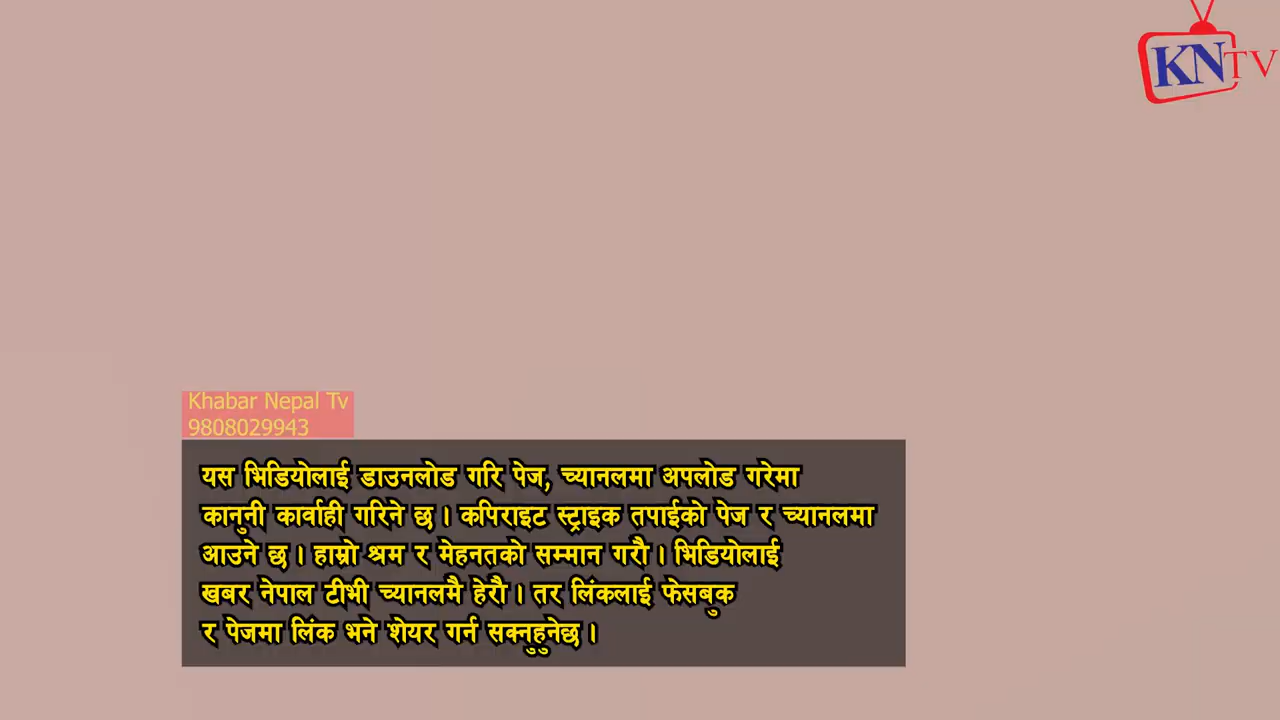 KNTV
Khabar Nepal Tv
9808029943
यस भिडियोलाई डाउनलोड गरि पेज, च्यानलमा अपलोड गरेमा
कानुनी कार्वाही गरिने छ । कपिराइट स्ट्राइक तपाईको पेज र च्यानलमा
आउने छ । हाम्रो श्रम र मेहनतको सम्मान गरौ । भिडियोलाई
खबर नेपाल टीभी च्यानलमै हेरौ । तर लिंकलाई फेसबुक
र पेजमा लिंक भने शेयर गर्न सक्नुहुनेछ ।